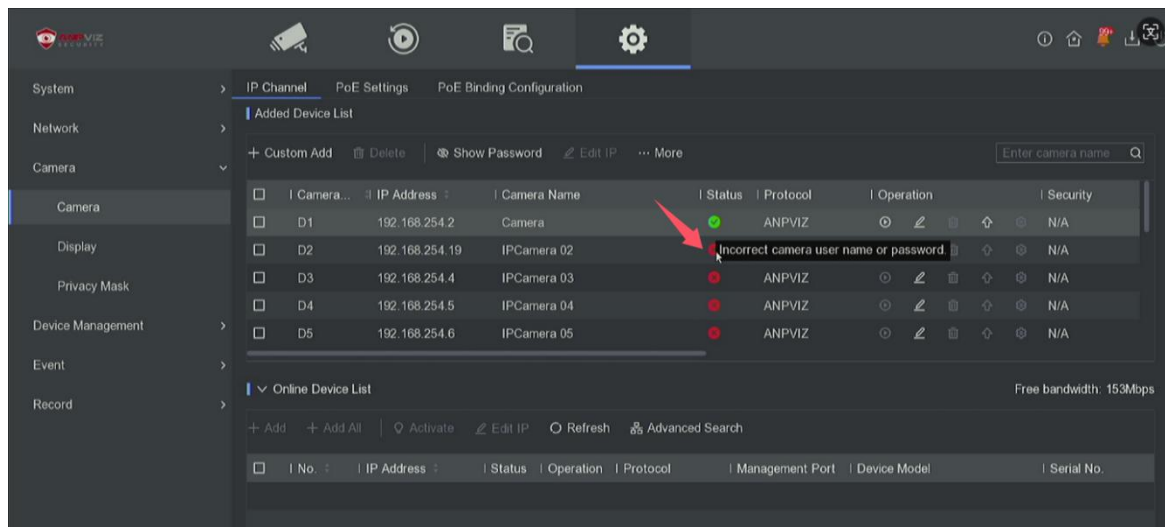 ANPVIZ
SECURITY
System
Network
Camera
Camera
Display
Privacy Mask
Device Management
Event
Record
IP Channel PoE Settings PoE Binding Configuration
Added Device List
+ Custom Add Delete Show Password Edit IP ... More Enter camera name
Camera... IP Address Camera Name Status Protocol Operation Security
D1 192.168.254.2 Camera ANPVIZ N/A
D2 192.168.254.19 IPCamera 02 Incorrect camera user name or password. N/A
D3 192.168.254.4 IPCamera 03 ANPVIZ N/A
D4 192.168.254.5 IPCamera 04 ANPVIZ N/A
D5 192.168.254.6 IPCamera 05 ANPVIZ N/A
Online Device List Free bandwidth: 153Mbps
+ Add + Add All Activate Edit IP Refresh Advanced Search
No. IP Address Status Operation Protocol Management Port Device Model Serial No.